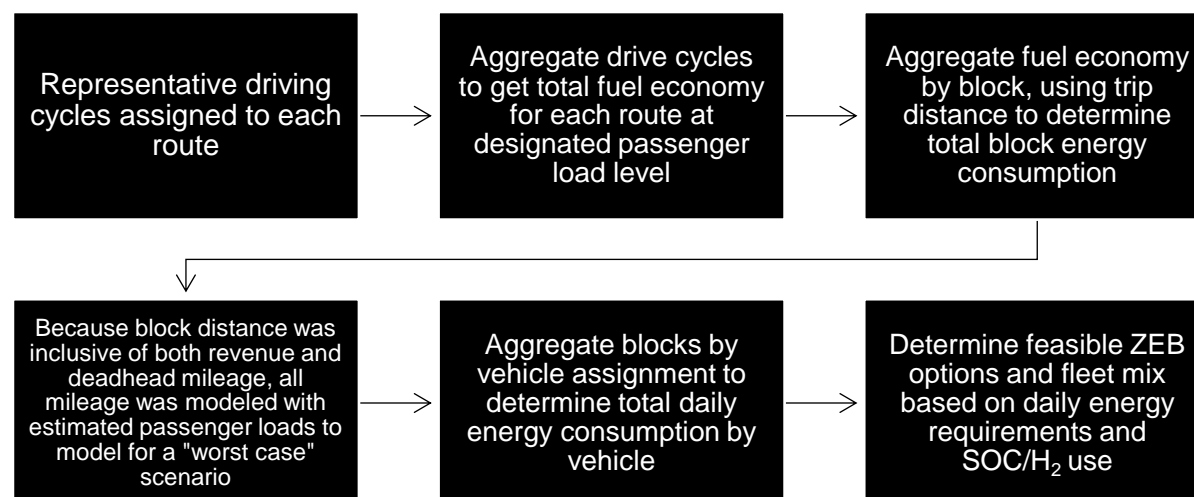 Representative driving
cycles assigned to each
route
Aggregate drive cycles
to get total fuel economy
for each route at
designated passenger
load level
Aggregate fuel economy
by block, using trip
distance to determine
total block energy
consumption
Because block distance was
inclusive of both revenue and
deadhead mileage, all
mileage was modeled with
estimated passenger loads to
model for a "worst case"
scenario
Aggregate blocks by
vehicle assignment to
determine total daily
energy consumption by
vehicle
Determine feasible ZEB
options and fleet mix
based on daily energy
requirements and
SOC/H₂ use